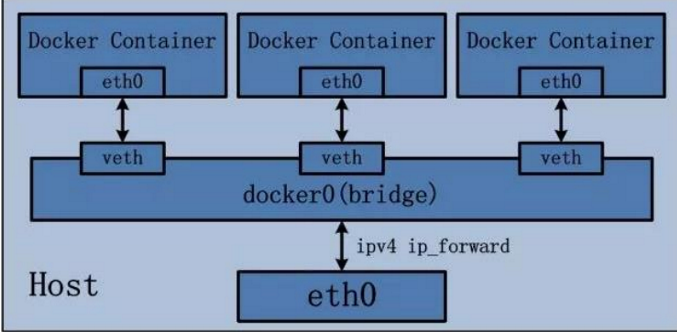 Docker Container
Docker Container
Docker Container
eth0
eth0
eth0
veth
veth
veth
docker0(bridge)
ipv4 ip_forward
Host
eth0